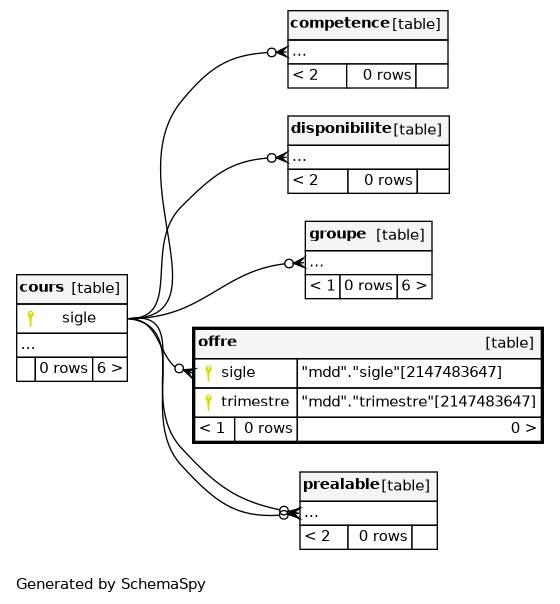 competence [table]
...
< 2 0 rows
disponibilite [table]
...
< 2 0 rows
groupe [table]
...
< 1 0 rows 6 >
cours [table]
sigle
...
0 rows 6 >
offre [table]
sigle "mdd"."sigle"[2147483647]
trimestre "mdd"."trimestre"[2147483647]
< 1 0 rows 0 >
prealable [table]
...
< 2 0 rows
Generated by SchemaSpy